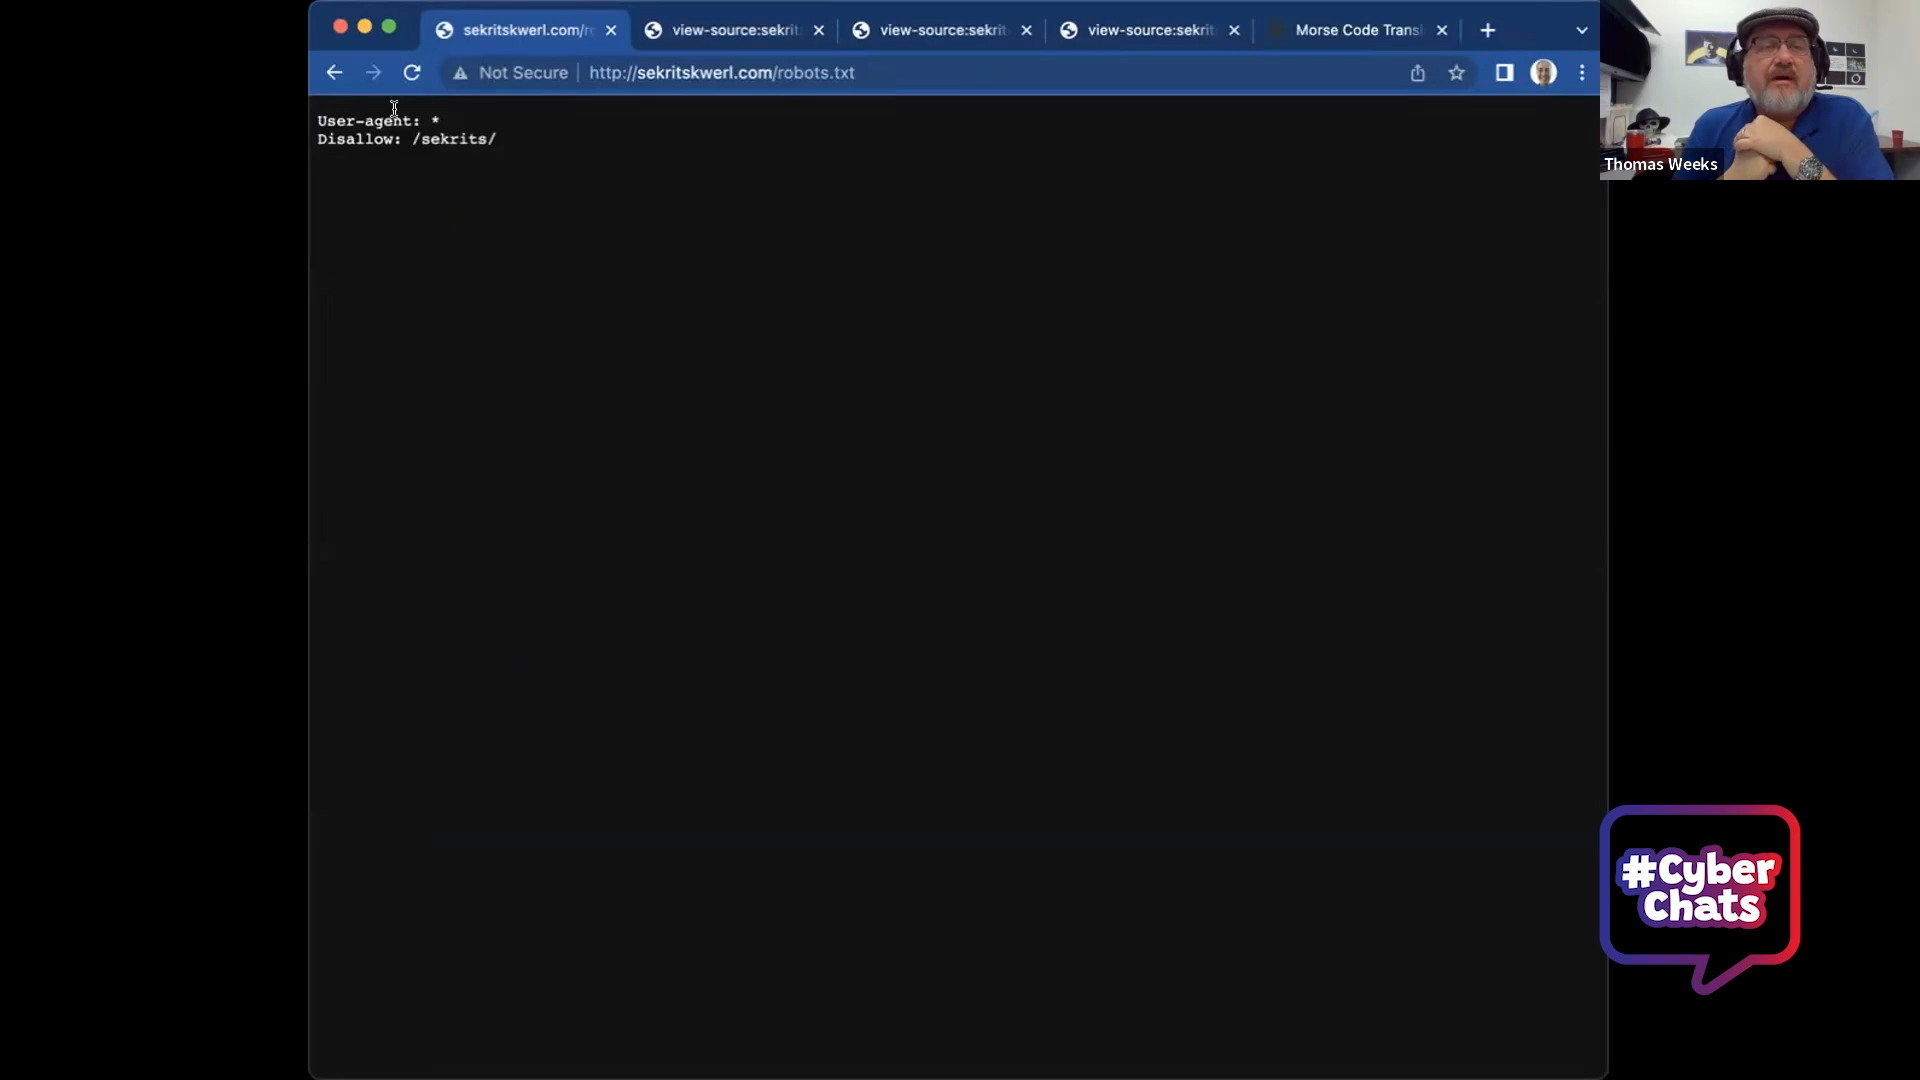 sekritskwerl.com/ro
view-source:sekrit
view-source:sekrit
view-source:sekrit
Morse Code Transl
Not Secure
http://sekritskwerl.com/robots.txt
User-agent: *
Disallow: /sekrits/
Thomas Weeks
#Cyber
Chats